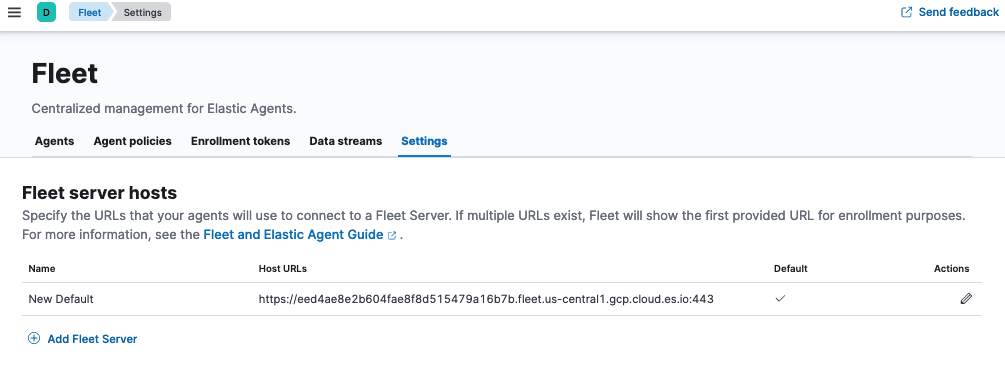 D Fleet Settings Send feedback
Fleet
Centralized management for Elastic Agents.
Agents Agent policies Enrollment tokens Data streams Settings
Fleet server hosts
Specify the URLs that your agents will use to connect to a Fleet Server. If multiple URLs exist, Fleet will show the first provided URL for enrollment purposes.
For more information, see the Fleet and Elastic Agent Guide .
Name Host URLs Default Actions
New Default https://eed4ae8e2b604fae8f8d515479a16b7b.fleet.us-central1.gcp.cloud.es.io:443
Add Fleet Server